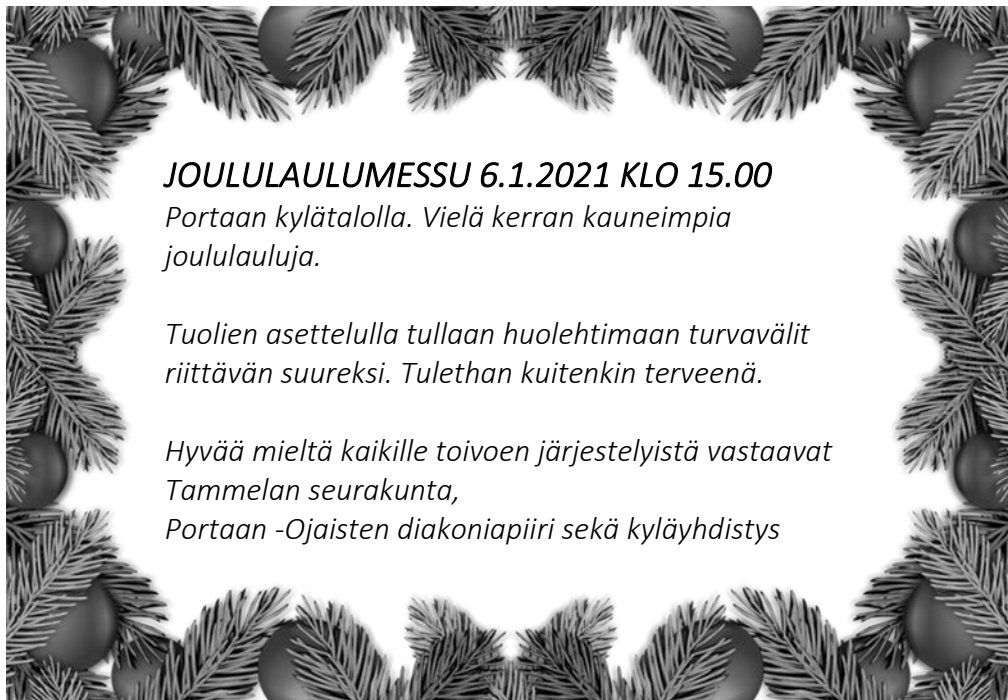 JOULULAULUMESSU 6.1.2021 KLO 15.00
Portaan kylätalolla. Vielä kerran kauneimpia
joululauluja.
Tuolien asettelulla tullaan huolehtimaan turvavälit
riittävän suureksi. Tulethan kuitenkin terveenä.
Hyvää mieltä kaikille toivoen järjestelyistä vastaavat
Tammelan seurakunta,
Portaan -Ojaisten diakoniapiiri sekä kyläyhdistys